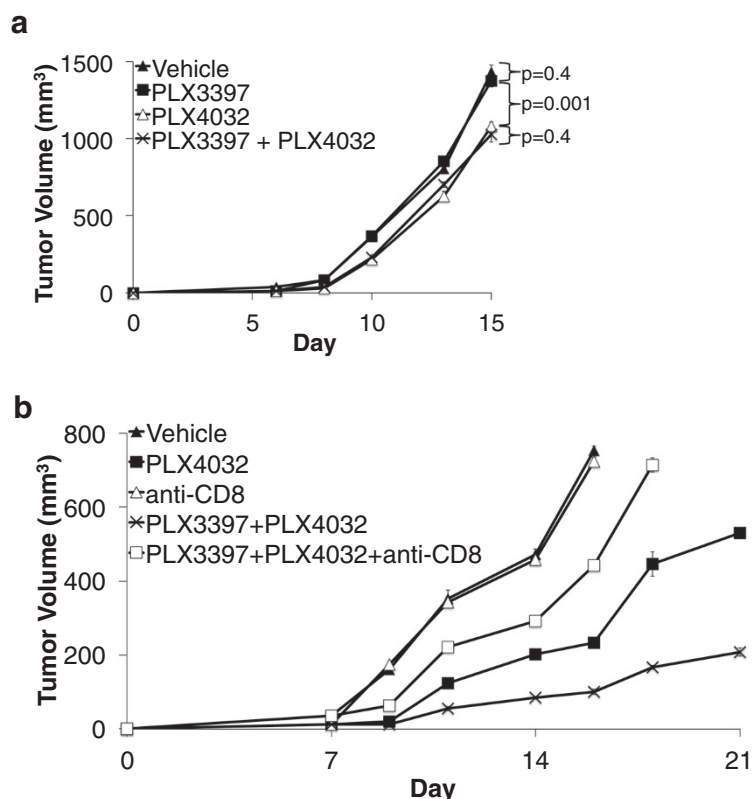 a
Tumor Volume (mm³)
1500
1000
500
0
Vehicle
PLX3397
PLX4032
PLX3397 + PLX4032
p=0.4
p=0.001
p=0.4
0 5 10 15
Day
b
Tumor Volume (mm³)
800
600
400
200
0
Vehicle
PLX4032
anti-CD8
PLX3397+PLX4032
PLX3397+PLX4032+anti-CD8
0 7 14 21
Day